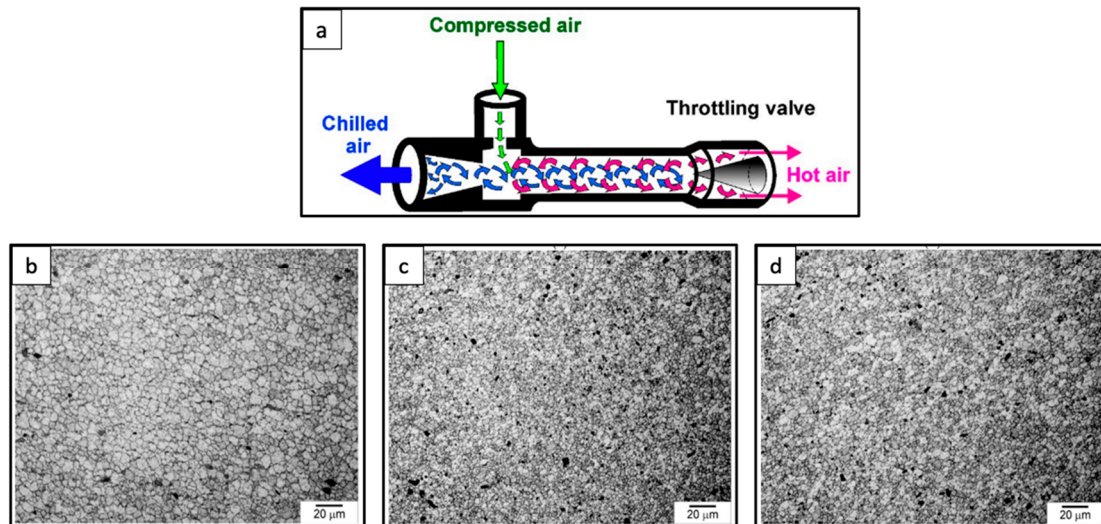 a
Compressed air
Throttling valve
Chilled
air
Hot air
b
20 μm
c
20 μm
d
20 μm